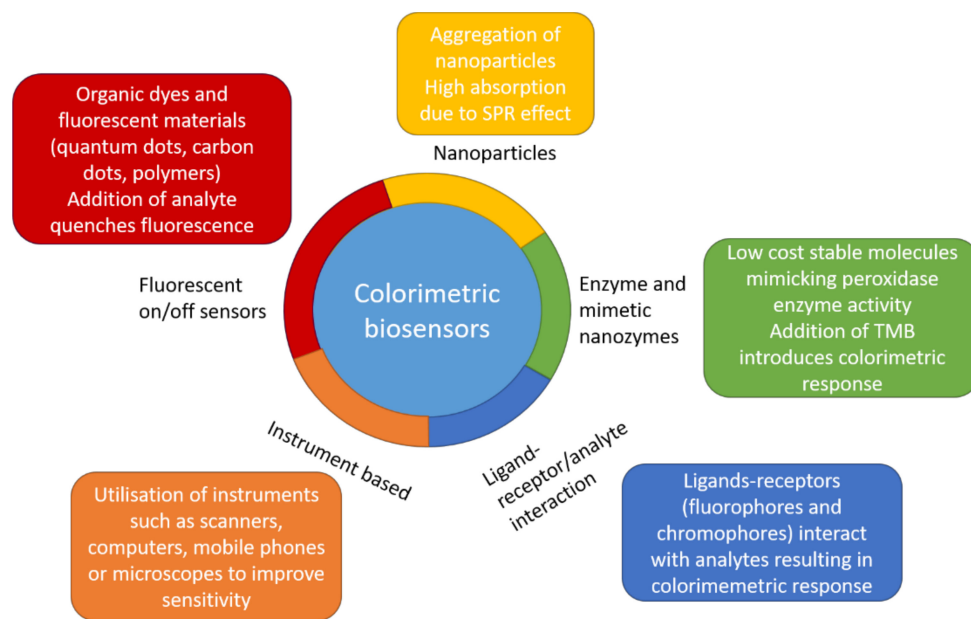 Aggregation of
nanoparticles
High absorption
due to SPR effect
Nanoparticles
Organic dyes and
fluorescent materials
(quantum dots, carbon
dots, polymers)
Addition of analyte
quenches fluorescence
Fluorescent
on/off sensors
Colorimetric
biosensors
Enzyme and
mimetic
nanozymes
Low cost stable molecules
mimicking peroxidase
enzyme activity
Addition of TMB
introduces colorimetric
response
Instrument based
Ligand-
receptor/analyte
interaction
Utilisation of instruments
such as scanners,
computers, mobile phones
or microscopes to improve
sensitivity
Ligands-receptors
(fluorophores and
chromophores) interact
with analytes resulting in
colorimemetric response